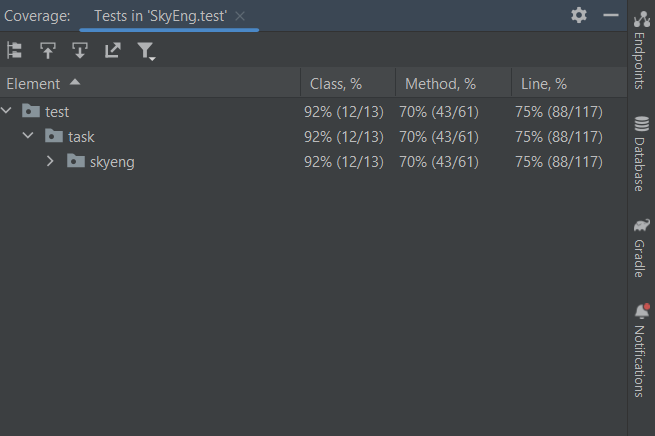 Coverage: Tests in 'SkyEng.test'
Element Class, % Method, % Line, %
test 92% (12/13) 70% (43/61) 75% (88/117)
task 92% (12/13) 70% (43/61) 75% (88/117)
skyeng 92% (12/13) 70% (43/61) 75% (88/117)
Endpoints
Database
Gradle
Notifications